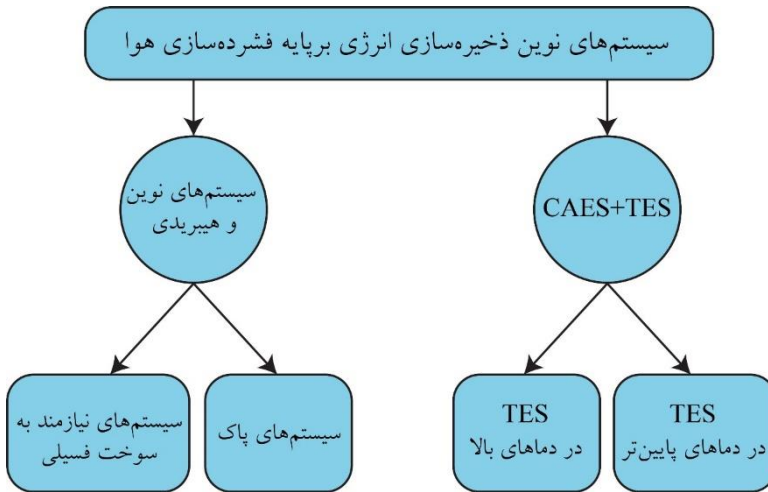 سیستم‌های نوین ذخیره‌سازی انرژی برپایه فشرده‌سازی هوا
CAES+TES
سیستم‌های نوین
و هیبریدی
TES
در دماهای پایین‌تر
TES
در دماهای بالا
سیستم‌های پاک
سیستم‌های نیازمند به
سوخت فسیلی